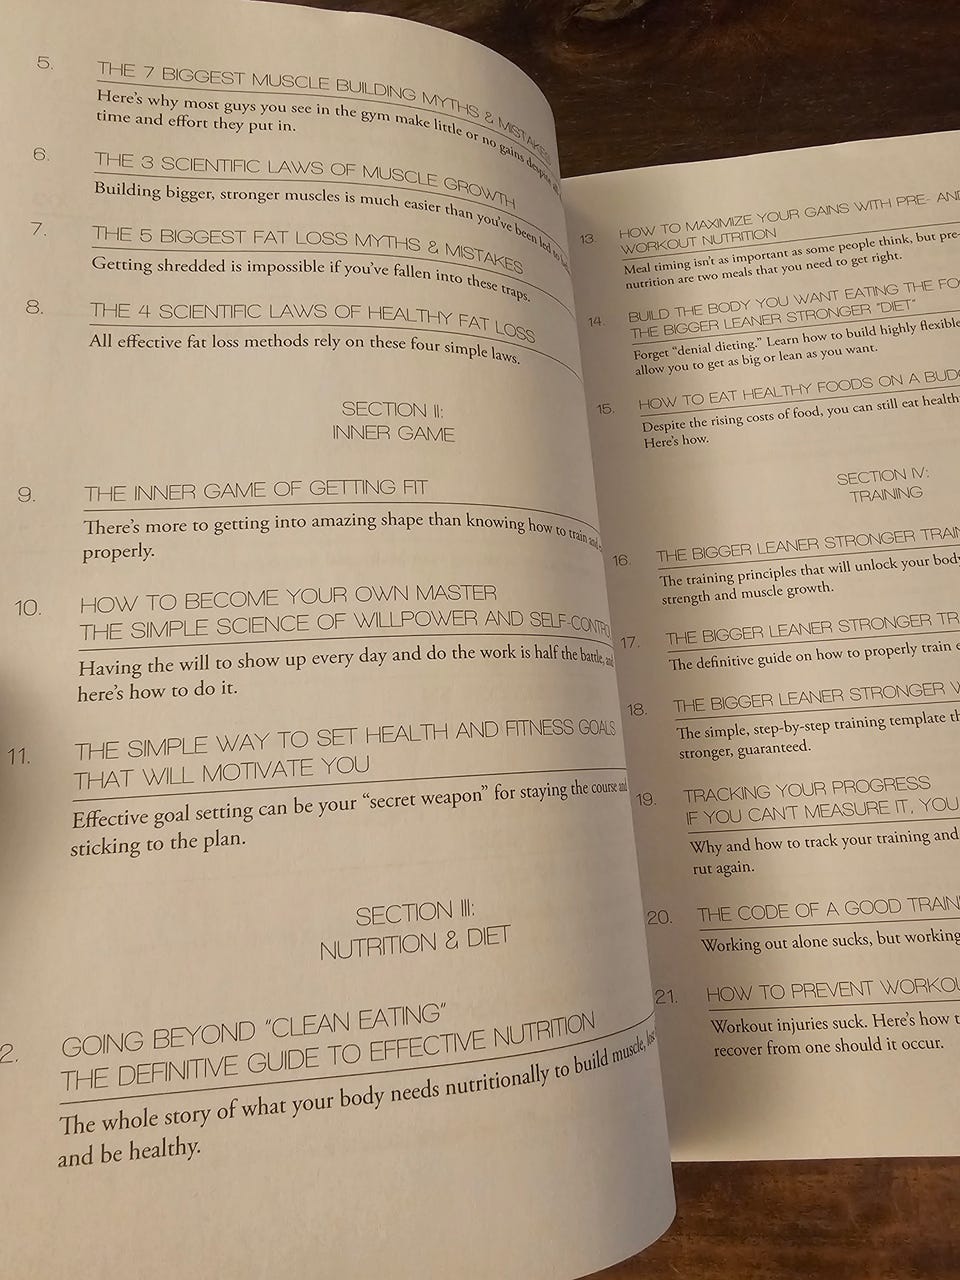 5. THE 7 BIGGEST MUSCLE BUILDING MYTHS & MISTAKES
Here's why most guys you see in the gym make little or no gains despite
time and effort they put in.
6. THE 3 SCIENTIFIC LAWS OF MUSCLE GROWTH
Building bigger, stronger muscles is much easier than you've been led to
7. THE 5 BIGGEST FAT LOSS MYTHS & MISTAKES
Getting shredded is impossible if you've fallen into these traps.
8. THE 4 SCIENTIFIC LAWS OF HEALTHY FAT LOSS
All effective fat loss methods rely on these four simple laws.
SECTION II:
INNER GAME
9. THE INNER GAME OF GETTING FIT
There's more to getting into amazing shape than knowing how to train and
properly.
10. HOW TO BECOME YOUR OWN MASTER
THE SIMPLE SCIENCE OF WILLPOWER AND SELF-CONTRO
Having the will to show up every day and do the work is half the battle, and
here's how to do it.
11. THE SIMPLE WAY TO SET HEALTH AND FITNESS GOALS
THAT WILL MOTIVATE YOU
Effective goal setting can be your "secret weapon" for staying the course and
sticking to the plan.
SECTION III:
NUTRITION & DIET
2. GOING BEYOND "CLEAN EATING"
THE DEFINITIVE GUIDE TO EFFECTIVE NUTRITION
The whole story of what your body needs nutritionally to build muscle, lose
and be healthy.
13. HOW TO MAXIMIZE YOUR GAINS WITH PRE- AND
WORKOUT NUTRITION
Meal timing isn't as important as some people think, but pre-
nutrition are two meals that you need to get right.
14. BUILD THE BODY YOU WANT EATING THE FO
THE BIGGER LEANER STRONGER "DIET"
Forget "denial dieting." Learn how to build highly flexible
allow you to get as big or lean as you want.
15. HOW TO EAT HEALTHY FOODS ON A BUD
Despite the rising costs of food, you can still eat health
Here's how.
SECTION IV:
TRAINING
16. THE BIGGER LEANER STRONGER TRAIN
The training principles that will unlock your body
strength and muscle growth.
17. THE BIGGER LEANER STRONGER TR
The definitive guide on how to properly train e
18. THE BIGGER LEANER STRONGER W
The simple, step-by-step training template th
stronger, guaranteed.
19. TRACKING YOUR PROGRESS
IF YOU CAN'T MEASURE IT, YOU
Why and how to track your training and
rut again.
20. THE CODE OF A GOOD TRAIN
Working out alone sucks, but working
21. HOW TO PREVENT WORKOU
Workout injuries suck. Here's how t
recover from one should it occur.